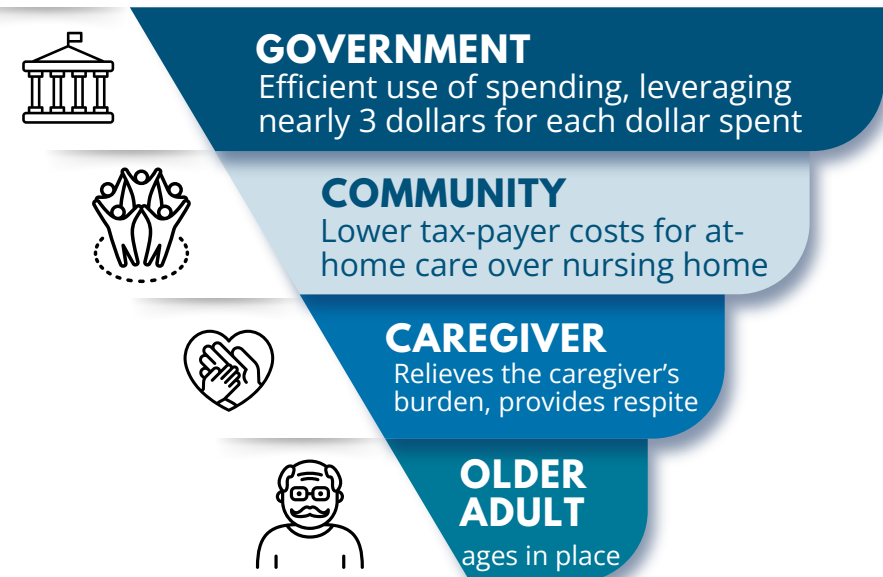 GOVERNMENT
Efficient use of spending, leveraging
nearly 3 dollars for each dollar spent
COMMUNITY
Lower tax-payer costs for at-
home care over nursing home
CAREGIVER
Relieves the caregiver's
burden, provides respite
OLDER
ADULT
ages in place